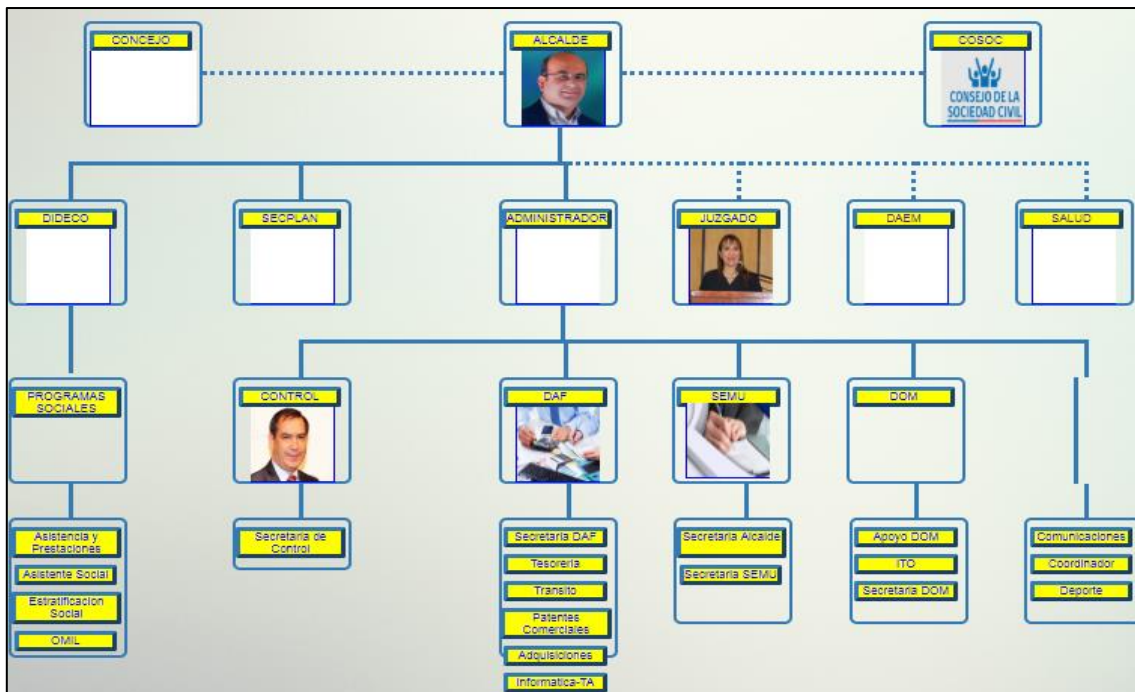 CONCEJO
ALCALDE
COSOC
CONSEJO DE LA
SOCIEDAD CIVIL
DIDECO
SECPLAN
ADMINISTRADOR
JUZGADO
DAEM
SALUD
PROGRAMAS
SOCIALES
CONTROL
DAF
SEMU
DOM
Asistencia y
Prestaciones
Asistente Social
Estratificacion
Social
OMIL
Secretaria de
Control
Secretaria DAF
Tesoreria
Transito
Patentes
Comerciales
Adquisiciones
Informatica-TA
Secretaria Alcalde
Secretaria SEMU
Apoyo DOM
ITO
Secretaria DOM
Comunicaciones
Coordinador
Deporte